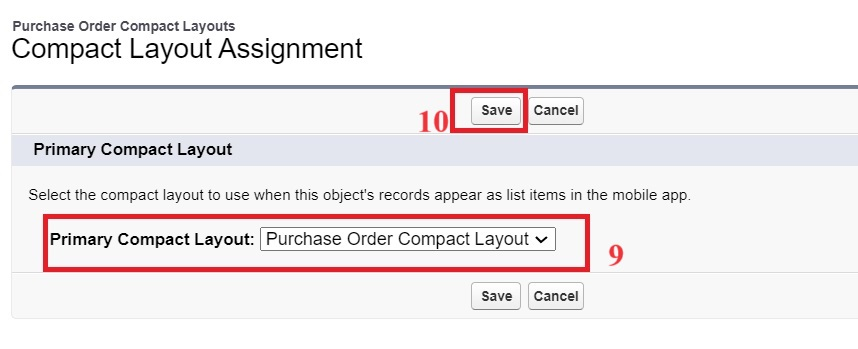 Purchase Order Compact Layouts
Compact Layout Assignment
10 Save Cancel
Primary Compact Layout
Select the compact layout to use when this object's records appear as list items in the mobile app.
Primary Compact Layout: Purchase Order Compact Layout 9
Save Cancel